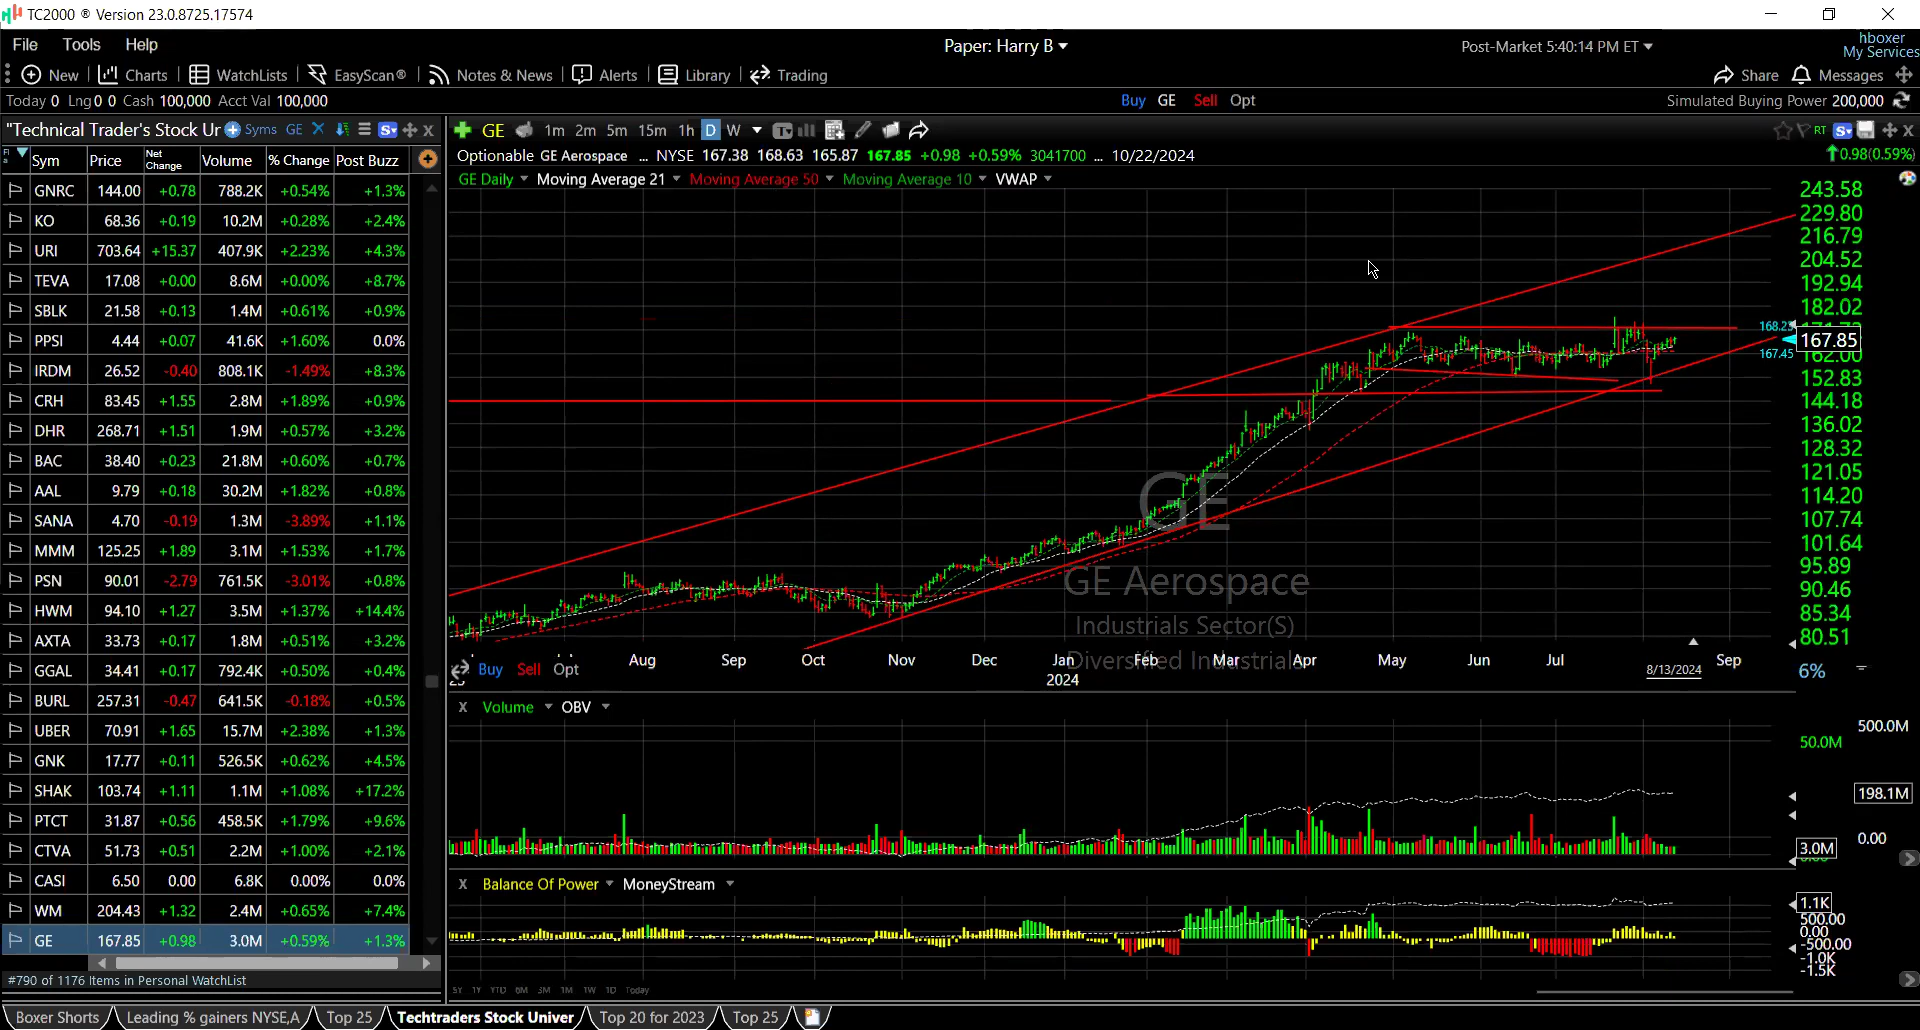 TC2000 ® Version 23.0.8725.17574
File Tools Help
Paper: Harry B
Post-Market 5:40:14 PM ET
hboxer
My Services
New Charts WatchLists EasyScan® Notes & News Alerts Library Trading
Share Messages
Today 0 Lng 0 0 Cash 100,000 Acct Val 100,000
Buy GE Sell Opt
Simulated Buying Power 200,000
"Technical Trader's Stock Ur Syms GE
Sym Price Net Change Volume % Change Post Buzz
GNRC 144.00 +0.78 788.2K +0.54% +1.3%
KO 68.36 +0.19 10.2M +0.28% +2.4%
URI 703.64 +15.37 407.9K +2.23% +4.3%
TEVA 17.08 +0.00 8.6M +0.00% +8.7%
SBLK 21.58 +0.13 1.4M +0.61% +0.9%
PPSI 4.44 +0.07 41.6K +1.60% 0.0%
IRDM 26.52 -0.40 808.1K -1.49% +8.3%
CRH 83.45 +1.55 2.8M +1.89% +0.9%
DHR 268.71 +1.51 1.9M +0.57% +3.2%
BAC 38.40 +0.23 21.8M +0.60% +0.7%
AAL 9.79 +0.18 30.2M +1.82% +0.8%
SANA 4.70 -0.19 1.3M -3.89% +1.1%
MMM 125.25 +1.89 3.1M +1.53% +1.7%
PSN 90.01 -2.79 761.5K -3.01% +0.8%
HWM 94.10 +1.27 3.5M +1.37% +14.4%
AXTA 33.73 +0.17 1.8M +0.51% +3.2%
GGAL 34.41 +0.17 792.4K +0.50% +0.4%
BURL 257.31 -0.47 641.5K -0.18% +0.5%
UBER 70.91 +1.65 15.7M +2.38% +1.3%
GNK 17.77 +0.11 526.5K +0.62% +4.5%
SHAK 103.74 +1.11 1.1M +1.08% +17.2%
PTCT 31.87 +0.56 458.5K +1.79% +9.6%
CTVA 51.73 +0.51 2.2M +1.00% +2.1%
CASI 6.50 0.00 6.8K 0.00% 0.0%
WM 204.43 +1.32 2.4M +0.65% +7.4%
GE 167.85 +0.98 3.0M +0.59% +1.3%
#790 of 1176 Items in Personal WatchList
GE 1m 2m 5m 15m 1h D W
RT
Optionable GE Aerospace ... NYSE 167.38 168.63 165.87 167.85 +0.98 +0.59% 3041700 ... 10/22/2024
0.98(0.59%)
GE Daily Moving Average 21 Moving Average 50 Moving Average 10 VWAP
243.58
229.80
216.79
204.52
192.94
182.02
167.85
167.45
162.00
152.83
144.18
136.02
128.32
121.05
114.20
107.74
101.64
95.89
90.46
85.34
80.51
GE
GE Aerospace
Industrials Sector(S)
Diversified Industrials
Buy Sell Opt
Aug Sep Oct Nov Dec Jan Feb Mar Apr May Jun Jul Sep
2024
8/13/2024
6%
X Volume OBV
500.0M
50.0M
198.1M
0.00
3.0M
X Balance Of Power MoneyStream
1.1K
500.00
0.00
-500.00
-1.0K
-1.5K
5Y 1Y YTD 6M 3M 1M 1W 1D Today
Boxer Shorts Leading % gainers NYSE,A Top 25 Techtraders Stock Univer Top 20 for 2023 Top 25